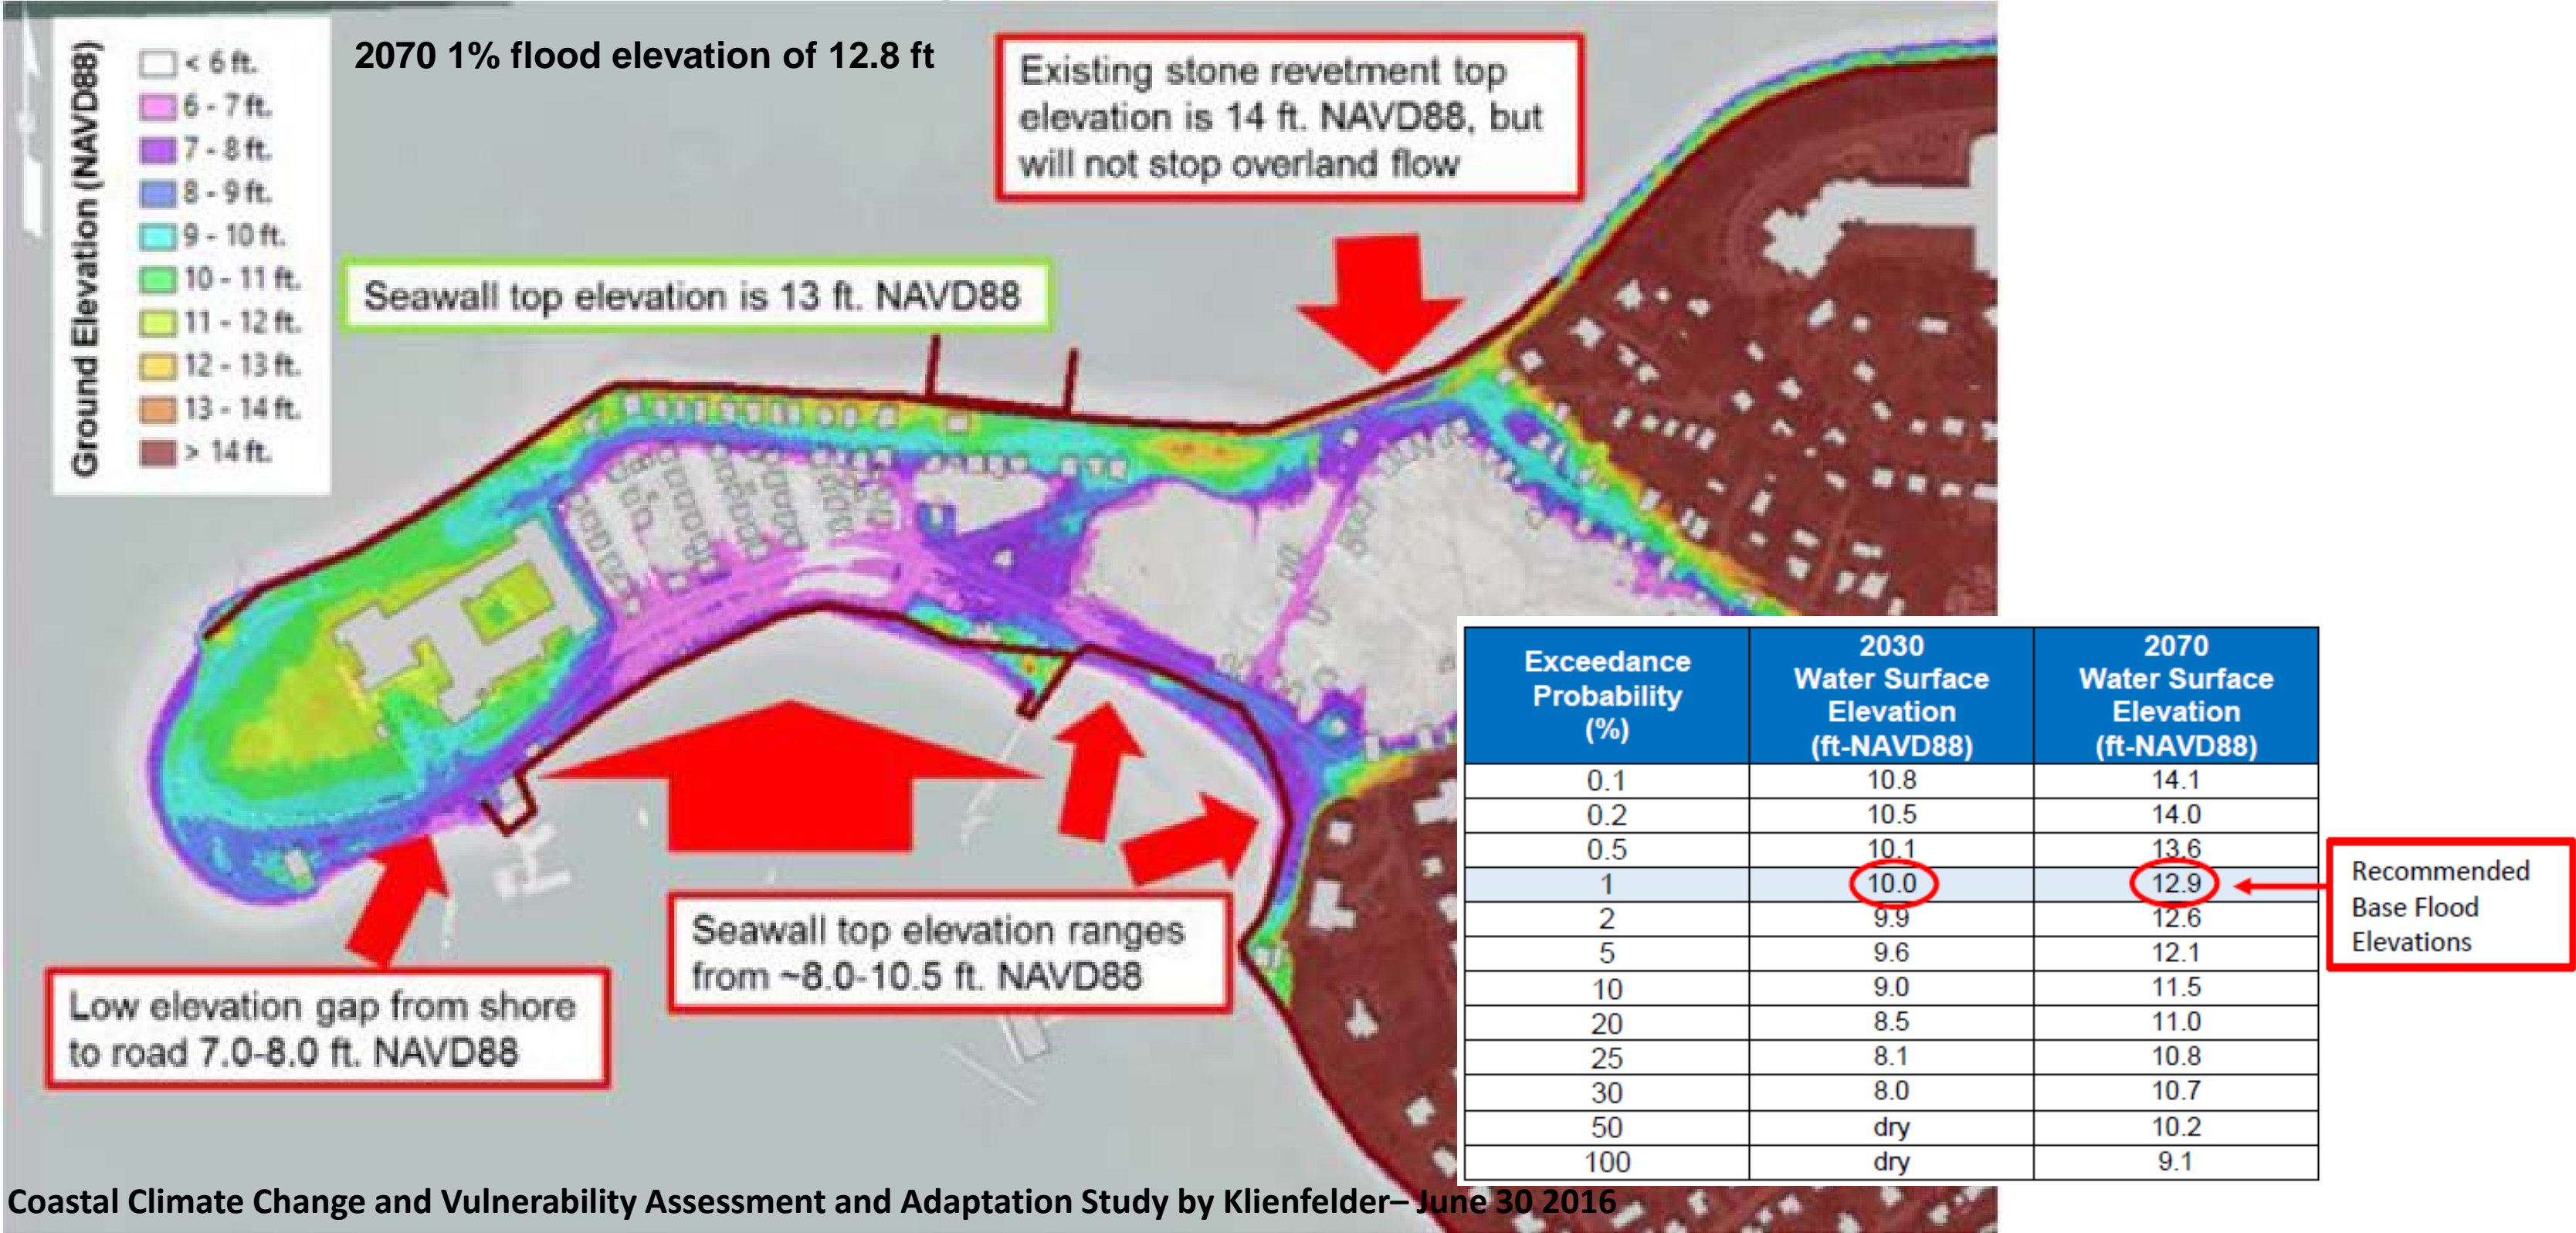 2070 1% flood elevation of 12.8 ft
Ground Elevation (NAVD88)
< 6 ft.
6 - 7 ft.
7 - 8 ft.
8 - 9 ft.
9 - 10 ft.
10 - 11 ft.
11 - 12 ft.
12 - 13 ft.
13 - 14 ft.
> 14 ft.
Existing stone revetment top
elevation is 14 ft. NAVD88, but
will not stop overland flow
Seawall top elevation is 13 ft. NAVD88
Seawall top elevation ranges
from ~8.0-10.5 ft. NAVD88
Low elevation gap from shore
to road 7.0-8.0 ft. NAVD88
Exceedance
Probability
(%)
2030
Water Surface
Elevation
(ft-NAVD88)
2070
Water Surface
Elevation
(ft-NAVD88)
0.1 10.8 14.1
0.2 10.5 14.0
0.5 10.1 13.6
1 10.0 12.9
2 9.9 12.6
5 9.6 12.1
10 9.0 11.5
20 8.5 11.0
25 8.1 10.8
30 8.0 10.7
50 dry 10.2
100 dry 9.1
Recommended
Base Flood
Elevations
Coastal Climate Change and Vulnerability Assessment and Adaptation Study by Klienfelder– June 30 2016